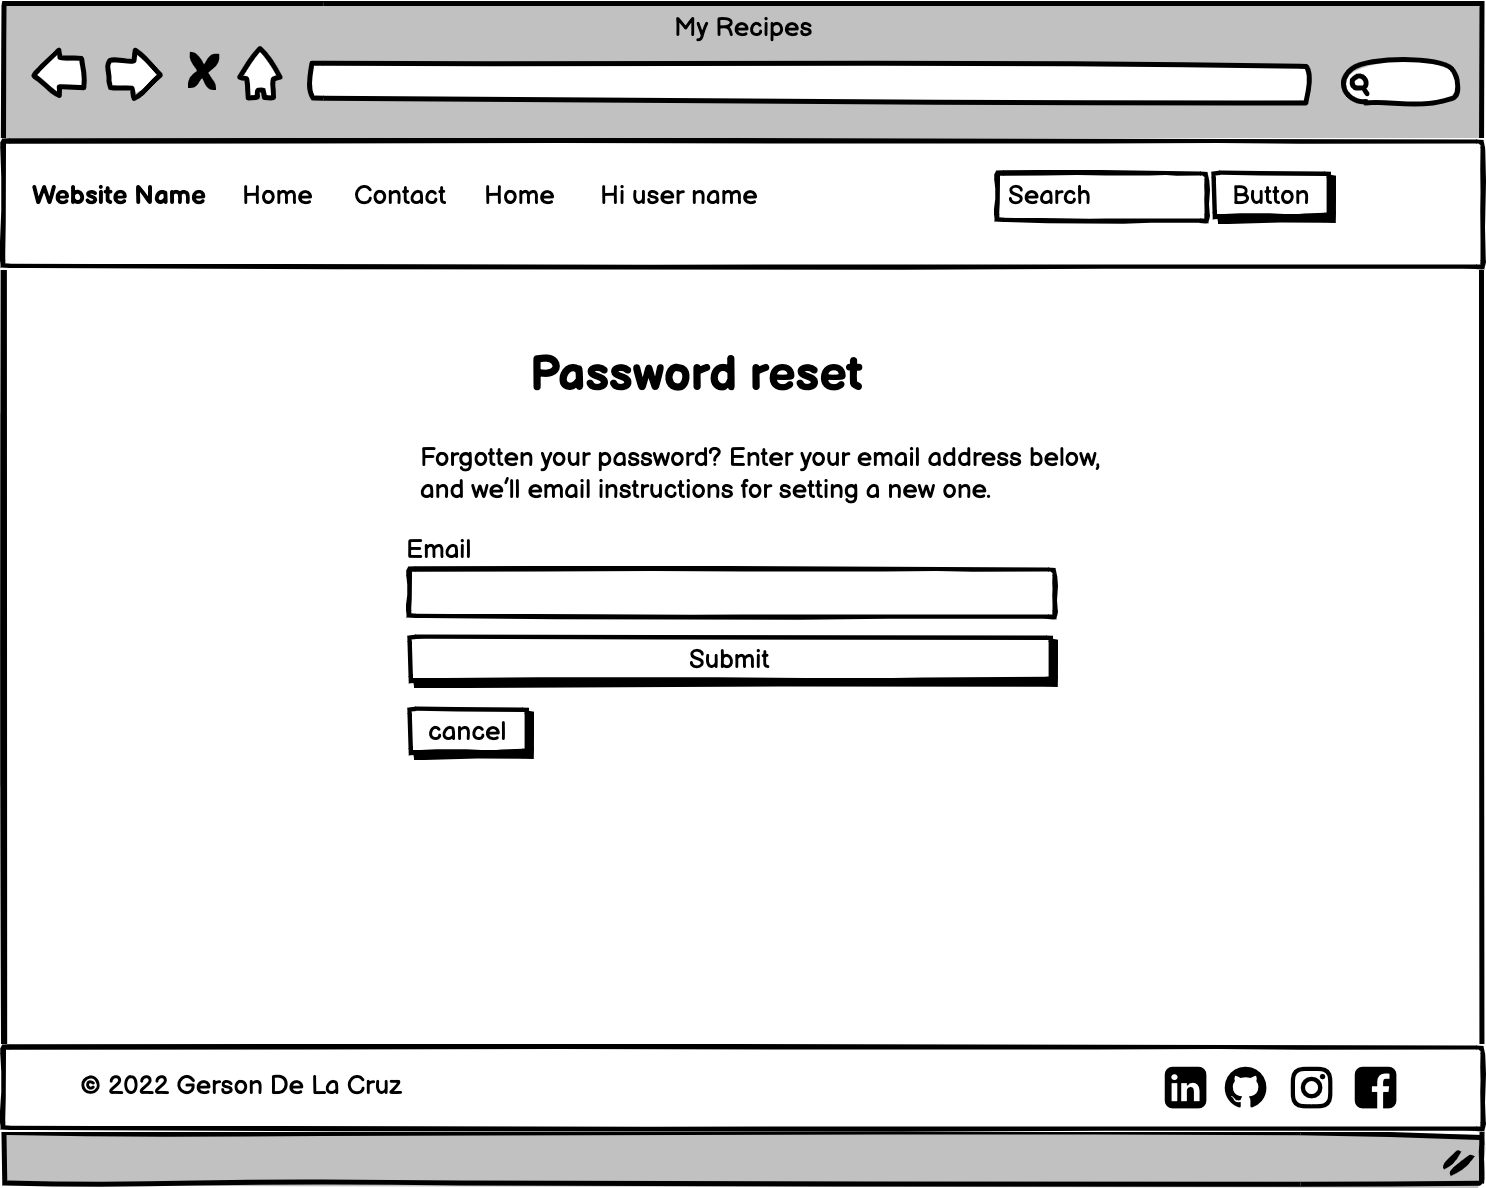 My Recipes
Website Name Home Contact Home Hi user name Search Button
Password reset
Forgotten your password? Enter your email address below,
and we'll email instructions for setting a new one.
Email
Submit
cancel
© 2022 Gerson De La Cruz in